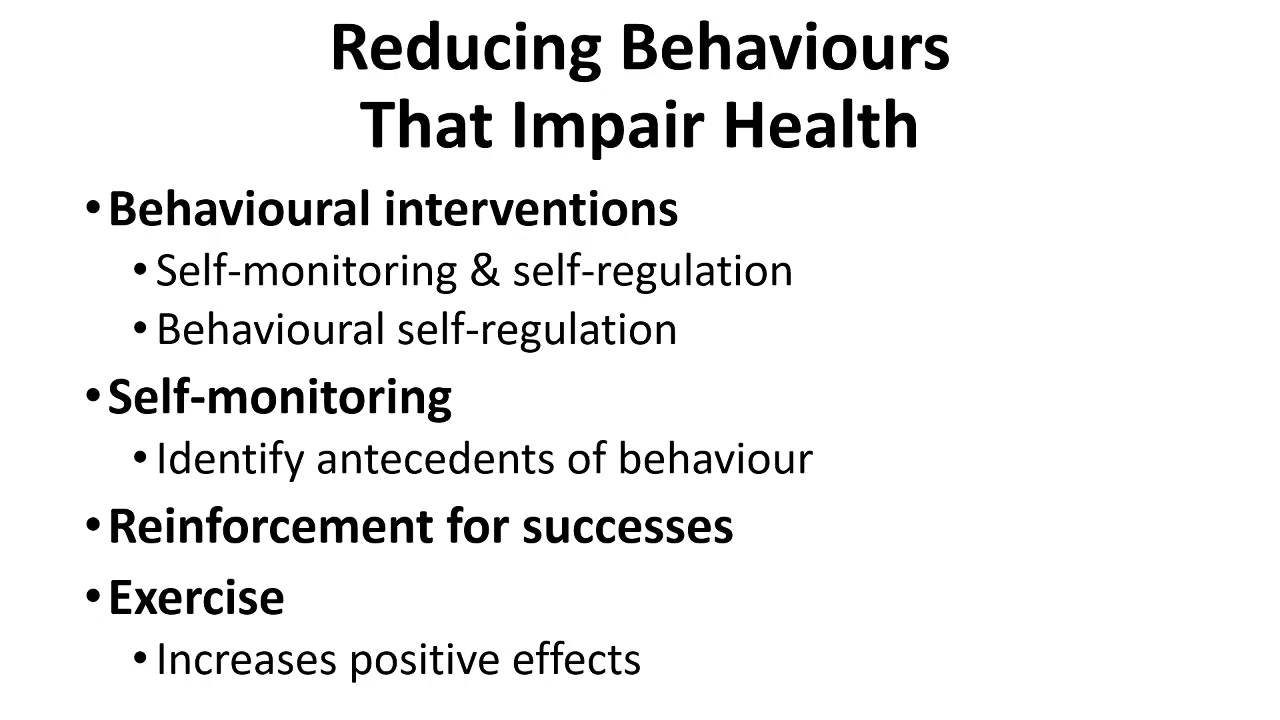 Reducing Behaviours
That Impair Health
•Behavioural interventions
•Self-monitoring & self-regulation
•Behavioural self-regulation
•Self-monitoring
•Identify antecedents of behaviour
•Reinforcement for successes
•Exercise
•Increases positive effects